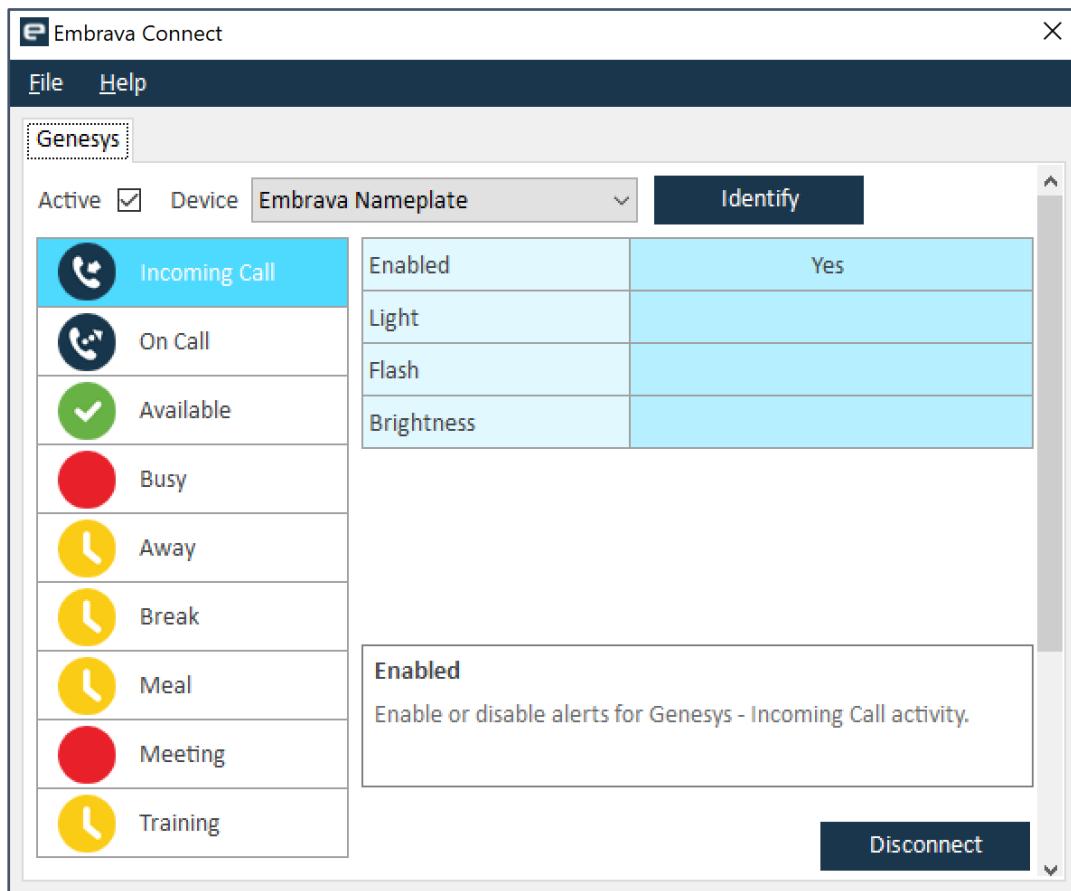 Embrava Connect
File Help
Genesys
Active Device Embrava Nameplate Identify
Incoming Call
On Call
Available
Busy
Away
Break
Meal
Meeting
Training
Enabled Yes
Light
Flash
Brightness
Enabled
Enable or disable alerts for Genesys - Incoming Call activity.
Disconnect